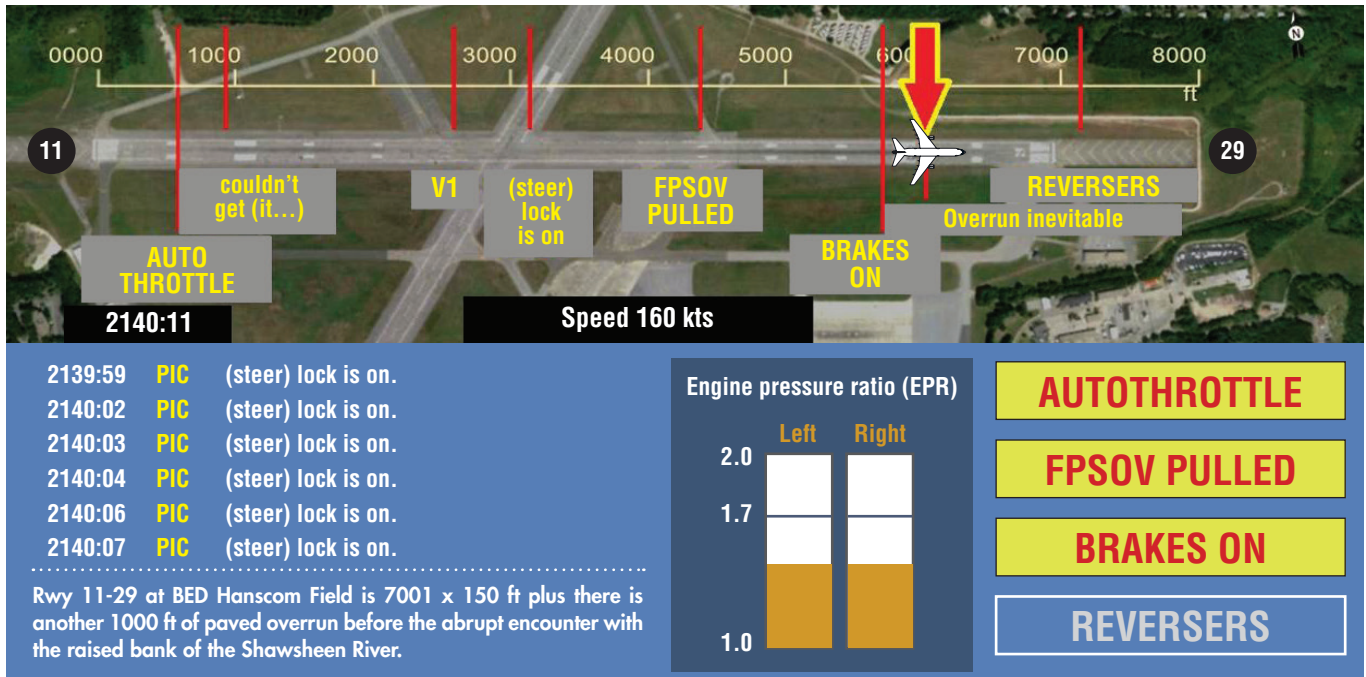 0000 1000 2000 3000 4000 5000 600 7000 8000
ft
N
11
29
couldn't
get (it...)
V1
(steer)
lock
is on
FPSOV
PULLED
REVERSERS
Overrun inevitable
BRAKES
ON
AUTO
THROTTLE
2140:11
Speed 160 kts
2139:59 PIC (steer) lock is on.
2140:02 PIC (steer) lock is on.
2140:03 PIC (steer) lock is on.
2140:04 PIC (steer) lock is on.
2140:06 PIC (steer) lock is on.
2140:07 PIC (steer) lock is on.
Rwy 11-29 at BED Hanscom Field is 7001 x 150 ft plus there is
another 1000 ft of paved overrun before the abrupt encounter with
the raised bank of the Shawsheen River.
Engine pressure ratio (EPR)
Left Right
2.0
1.7
1.0
AUTOTHROTTLE
FPSOV PULLED
BRAKES ON
REVERSERS